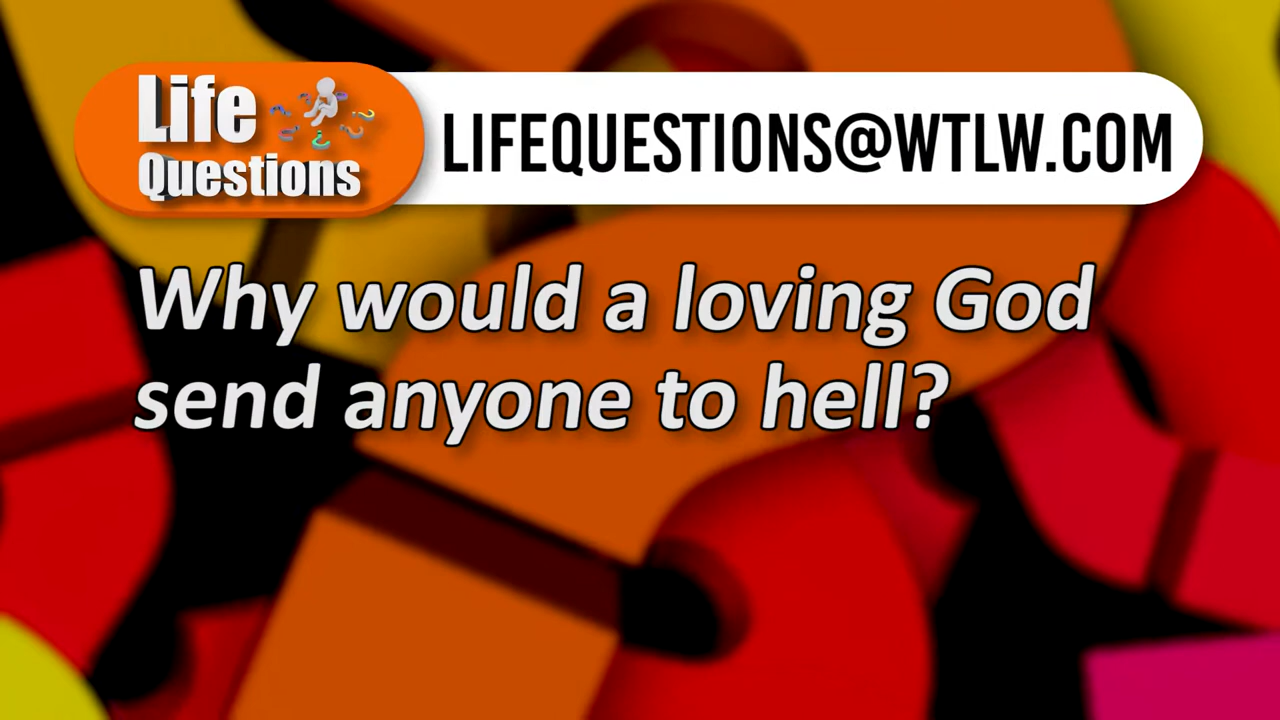 Life
Questions
LIFEQUESTIONS@WTLW.COM
Why would a loving God
send anyone to hell?